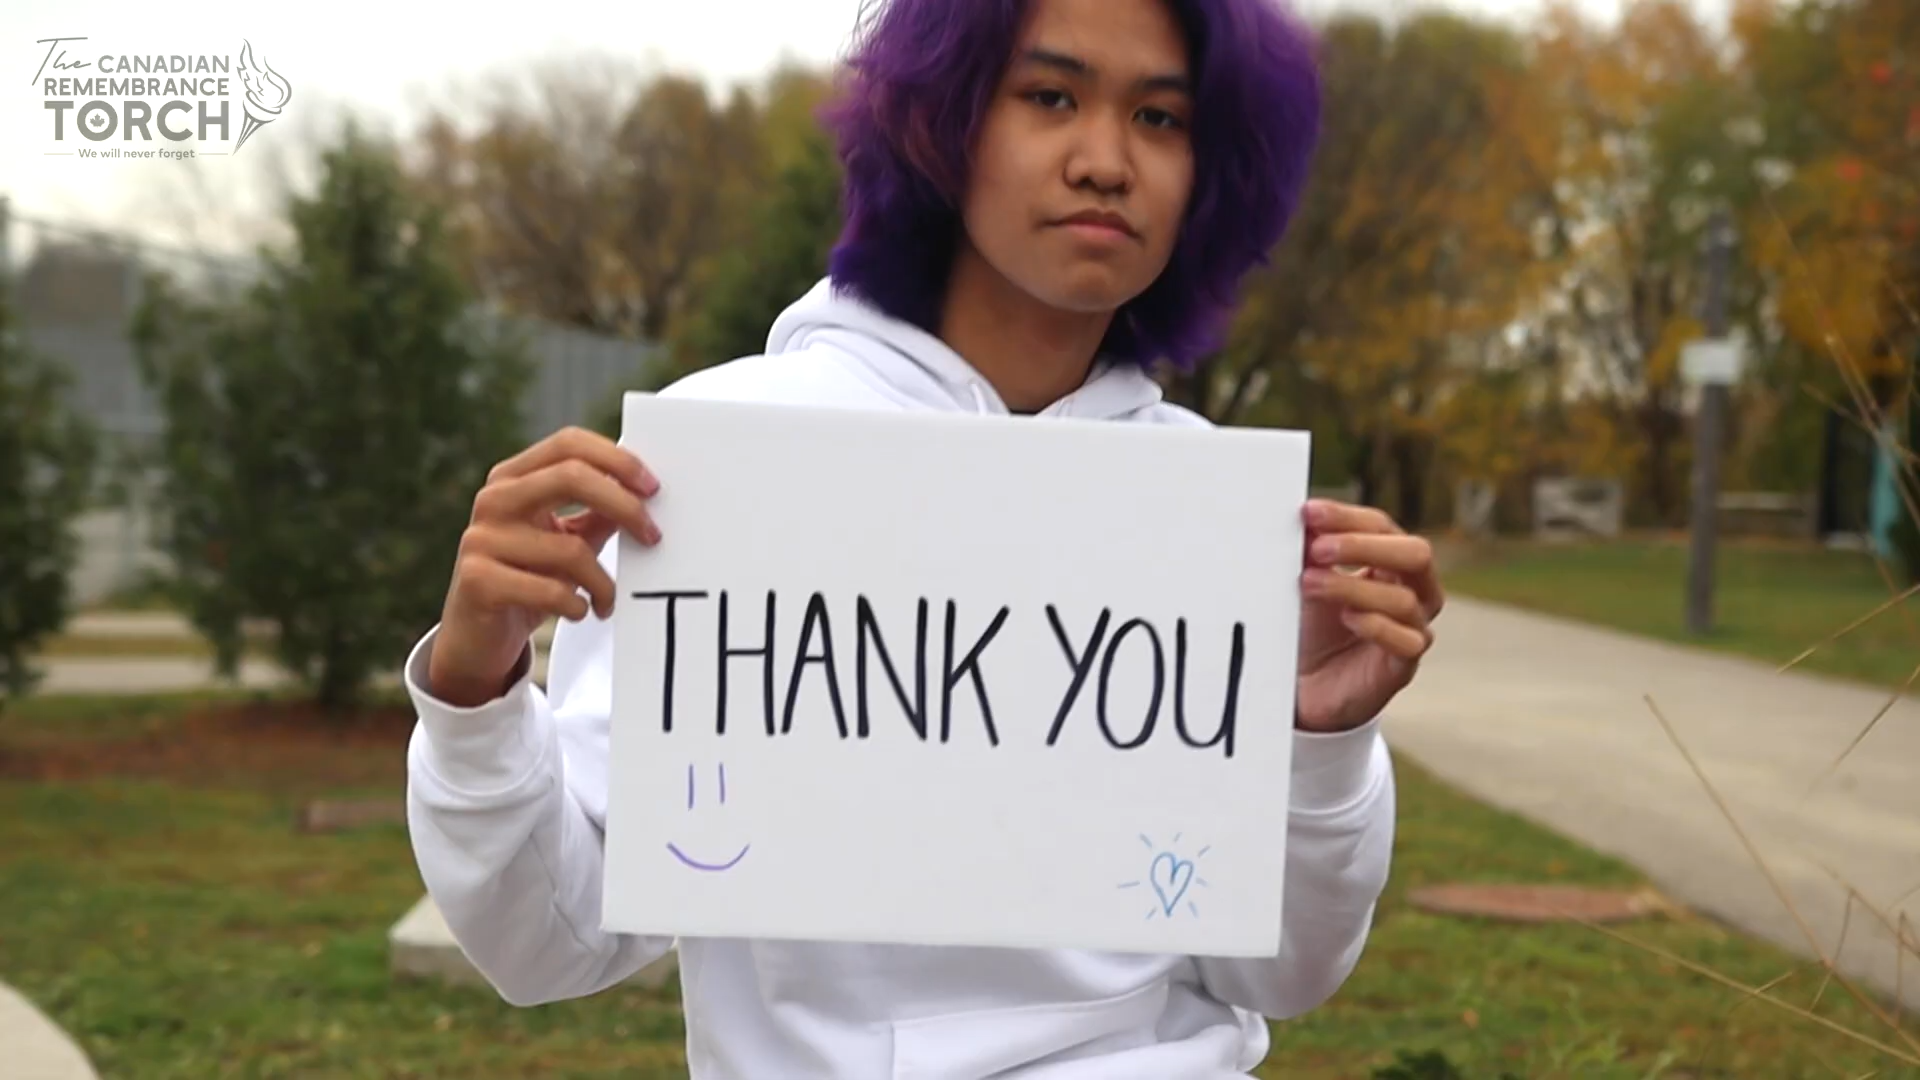 The CANADIAN
REMEMBRANCE
TORCH
We will never forget
THANK YOU